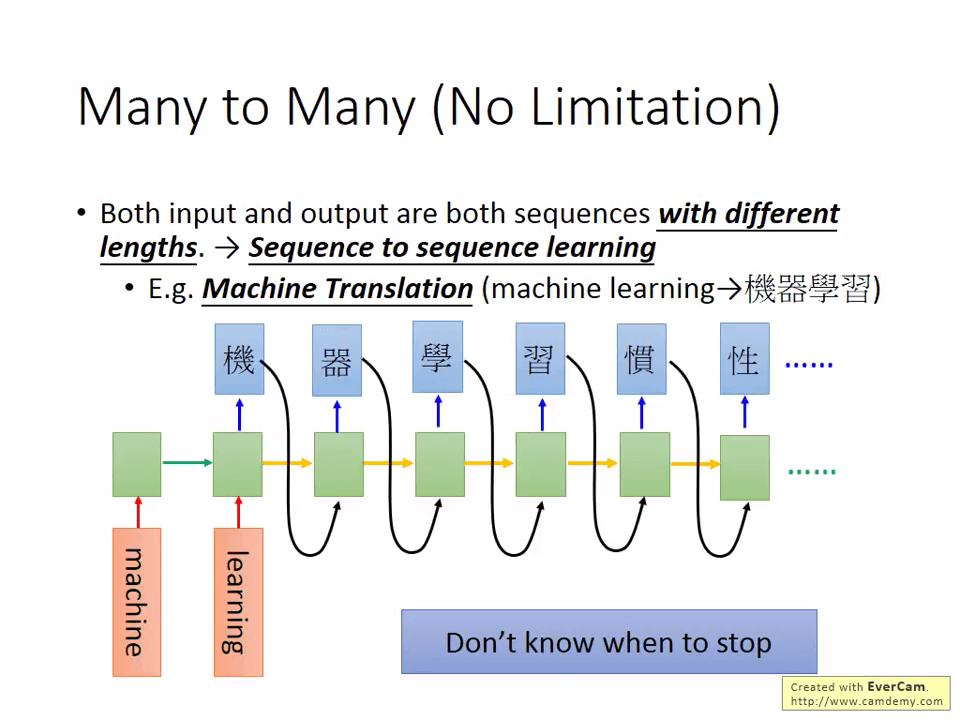 Many to Many (No Limitation)
• Both input and output are both sequences with different
lengths. → Sequence to sequence learning
• E.g. Machine Translation (machine learning→機器學習)
機 器 學 習 慣 性 ……
……
machine learning
Don’t know when to stop
Created with EverCam.
http://www.camdemy.com